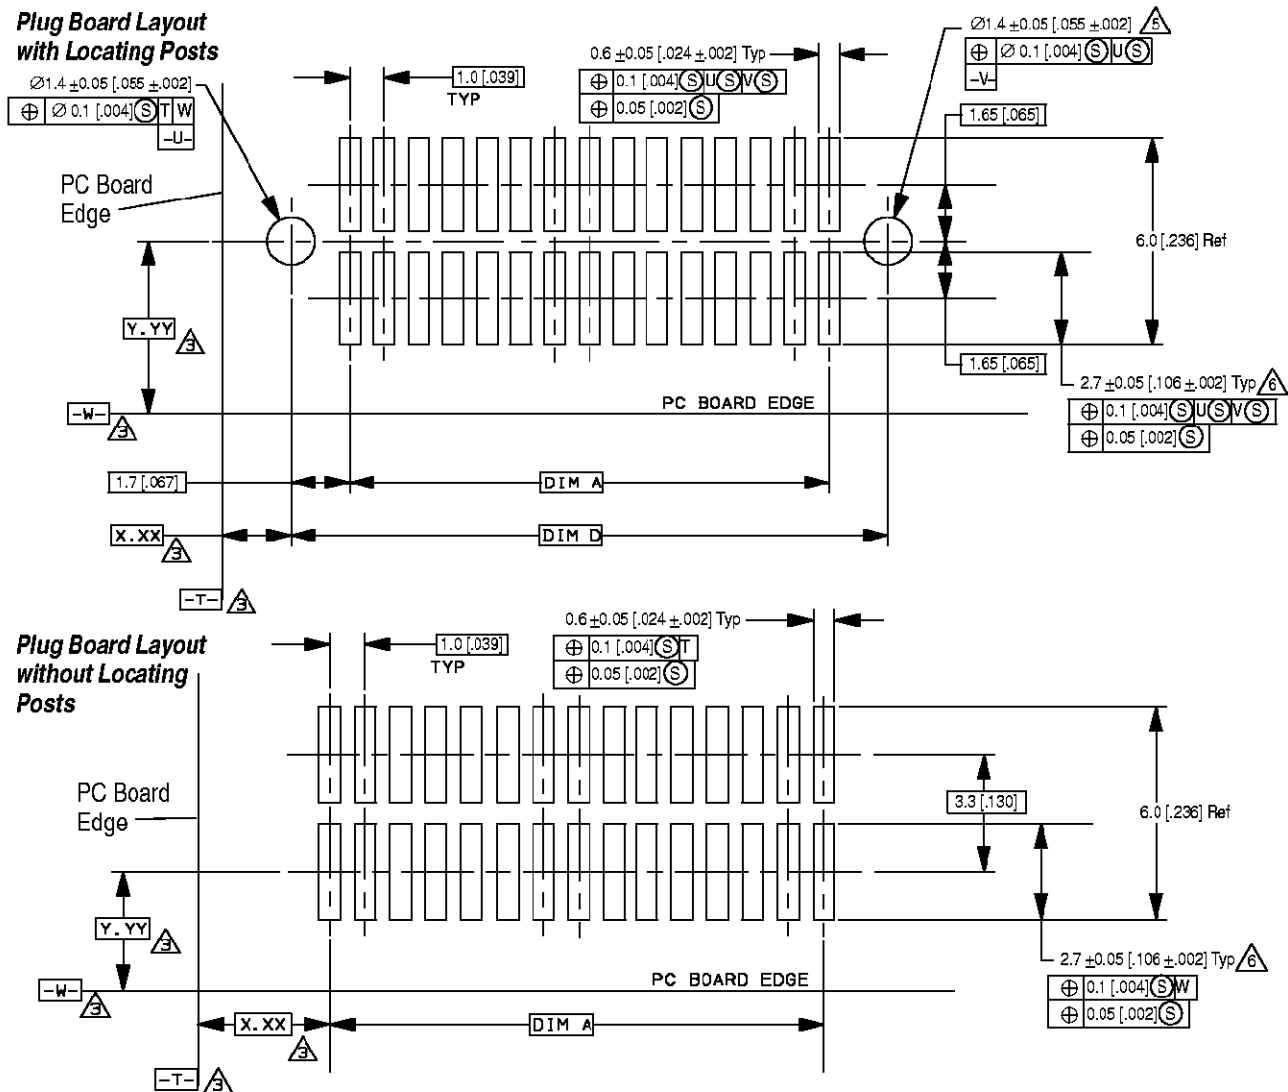 Plug Board Layout
with Locating Posts
∅1.4 ±0.05 [.055 ±.002]
⌖ ∅ 0.1 [.004] Ⓢ T W
-U-
1.0 [.039]
TYP
0.6 ±0.05 [.024 ±.002] Typ
⌖ 0.1 [.004] Ⓢ U Ⓢ V Ⓢ
⌖ 0.05 [.002] Ⓢ
∅1.4 ±0.05 [.055 ±.002] 5
⌖ ∅ 0.1 [.004] Ⓢ U Ⓢ
-V-
1.65 [.065]
PC Board
Edge
6.0 [.236] Ref
Y.YY 3
1.65 [.065]
2.7 ±0.05 [.106 ±.002] Typ 6
⌖ 0.1 [.004] Ⓢ U Ⓢ V Ⓢ
⌖ 0.05 [.002] Ⓢ
PC BOARD EDGE
-W- 3
1.7 [.067]
DIM A
X.XX 3
DIM D
-T- 3
Plug Board Layout
without Locating
Posts
1.0 [.039]
TYP
0.6 ±0.05 [.024 ±.002] Typ
⌖ 0.1 [.004] Ⓢ T
⌖ 0.05 [.002] Ⓢ
PC Board
Edge
3.3 [.130]
6.0 [.236] Ref
Y.YY 3
2.7 ±0.05 [.106 ±.002] Typ 6
⌖ 0.1 [.004] Ⓢ W
⌖ 0.05 [.002] Ⓢ
PC BOARD EDGE
-W- 3
X.XX 3
DIM A
-T- 3